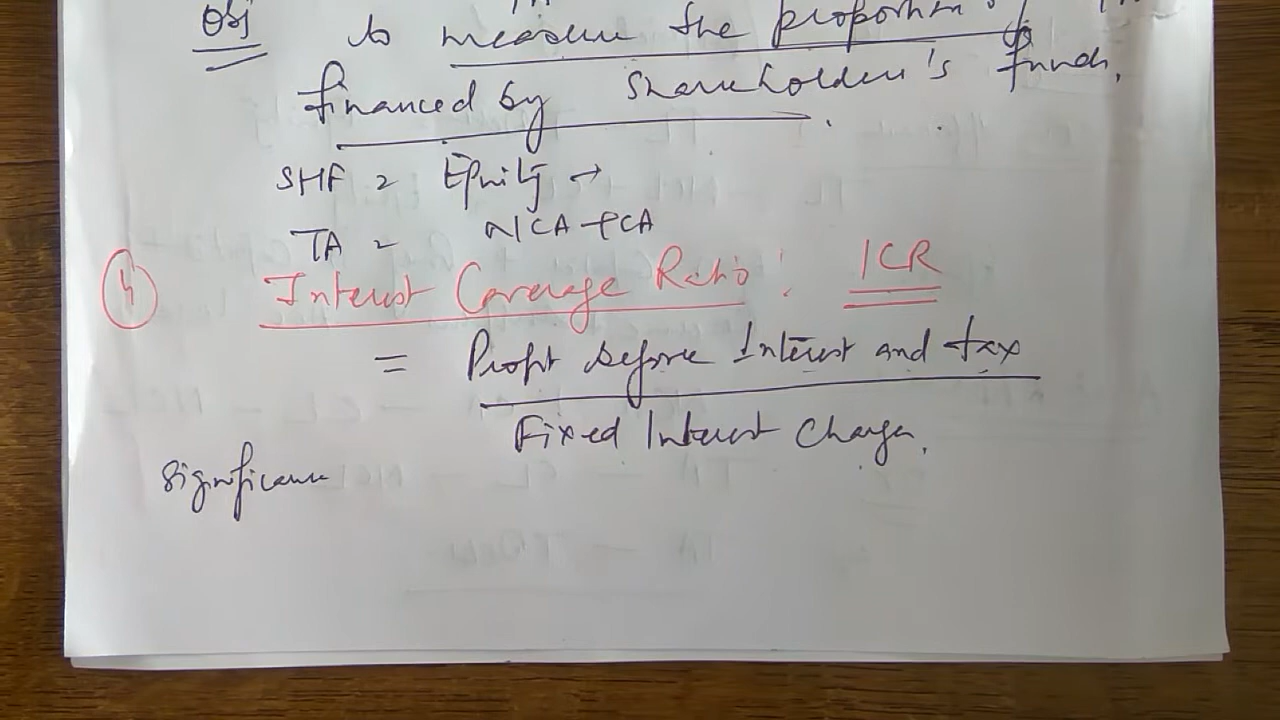 Obj to measure the proportion of
financed by Shareholder's funds.
SHF = Equity →
TA = NCA + CA
4 Interest Coverage Ratio : ICR
= Profit before Interest and tax
Fixed Interest Charges.
Significance